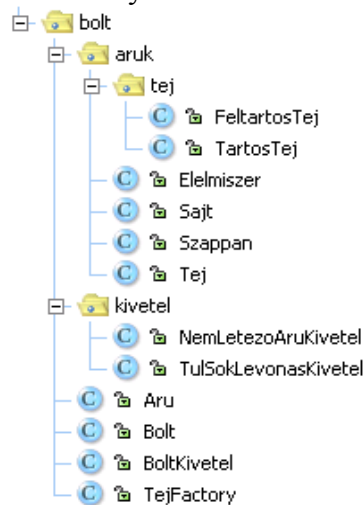 bolt
aruk
tej
C FeltartosTej
C TartosTej
C Elelmiszer
C Sajt
C Szappan
C Tej
kivetel
C NemLetezoAruKivetel
C TulSokLevonasKivetel
C Aru
C Bolt
C BoltKivetel
C TejFactory